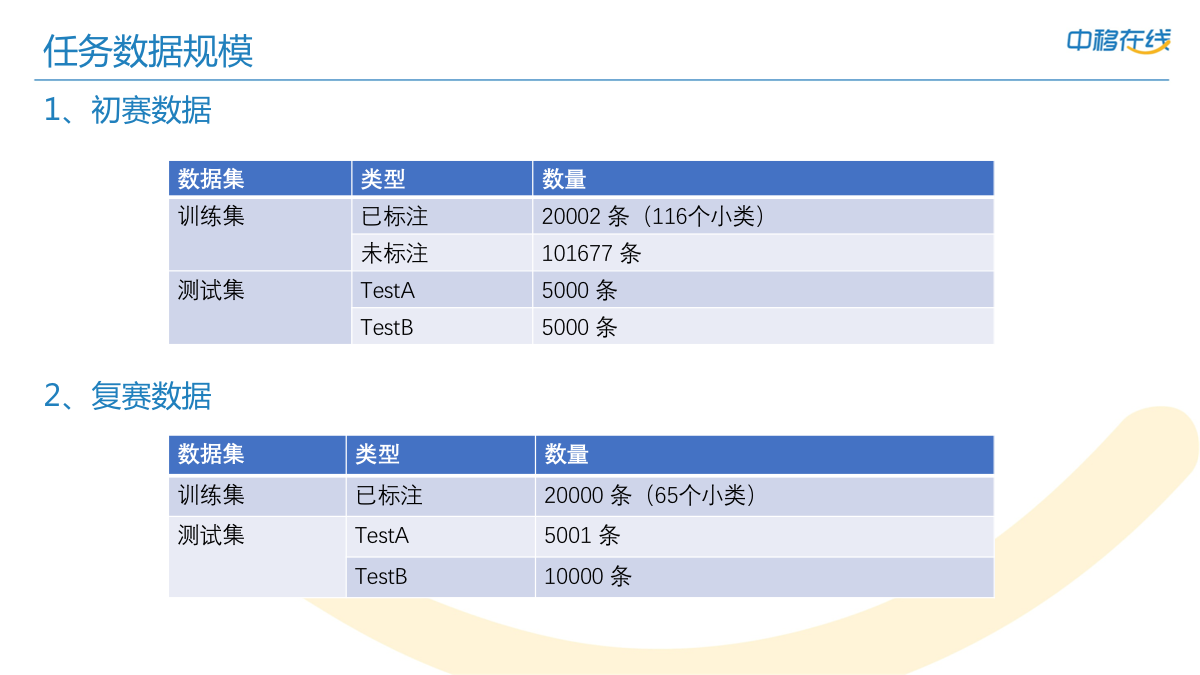 任务数据规模
中移在线
1、初赛数据
数据集 类型 数量
训练集 已标注 20002 条（116个小类）
未标注 101677 条
测试集 TestA 5000 条
TestB 5000 条
2、复赛数据
数据集 类型 数量
训练集 已标注 20000 条（65个小类）
测试集 TestA 5001 条
TestB 10000 条